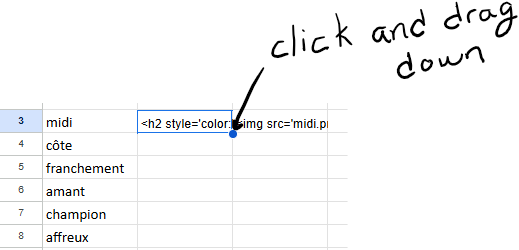 click and drag
down
3 midi <h2 style='color: <img src='midi.pr
4 côte
5 franchement
6 amant
7 champion
8 affreux